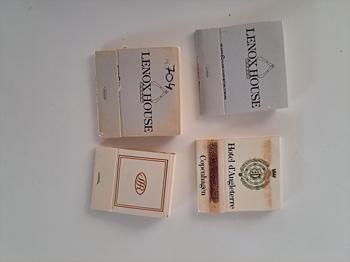 LENOX HOUSE
704
LENOX HOUSE
Hotel d'Angleterre
Copenhagen